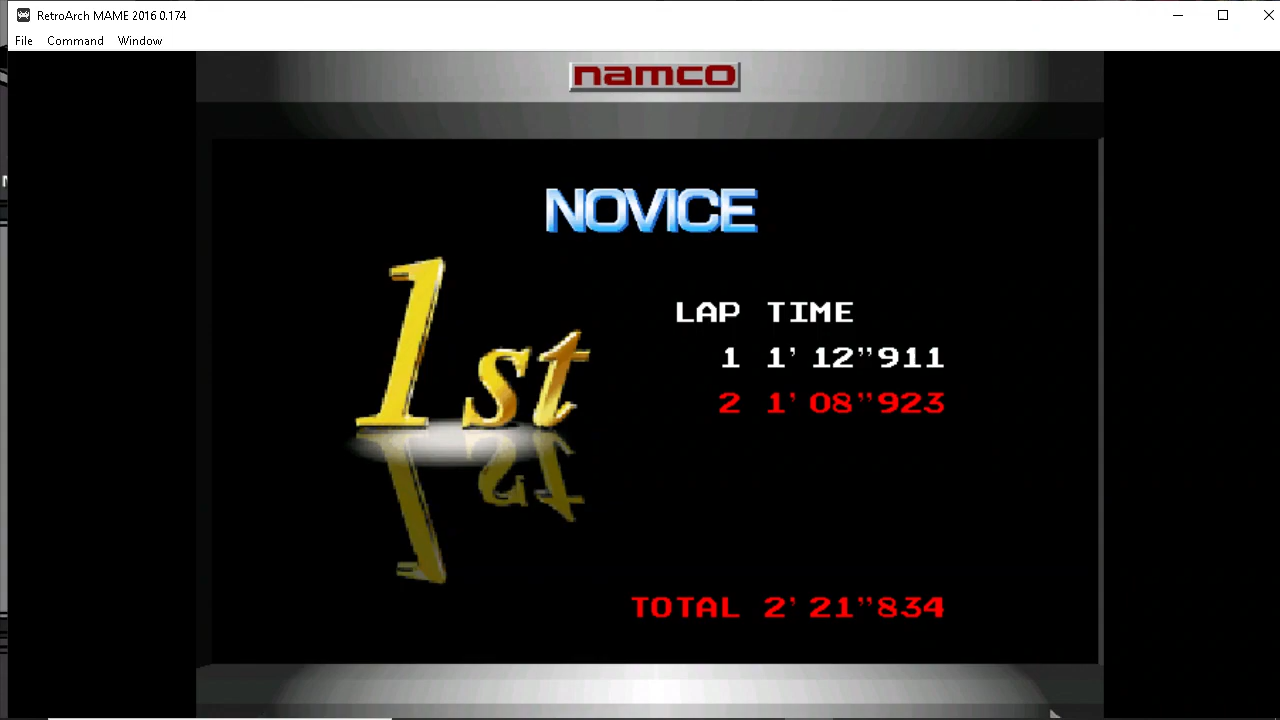 RetroArch MAME 2016 0.174
File Command Window
namco
NOVICE
1st
LAP TIME
1 1'12"911
2 1'08"923
TOTAL 2'21"834